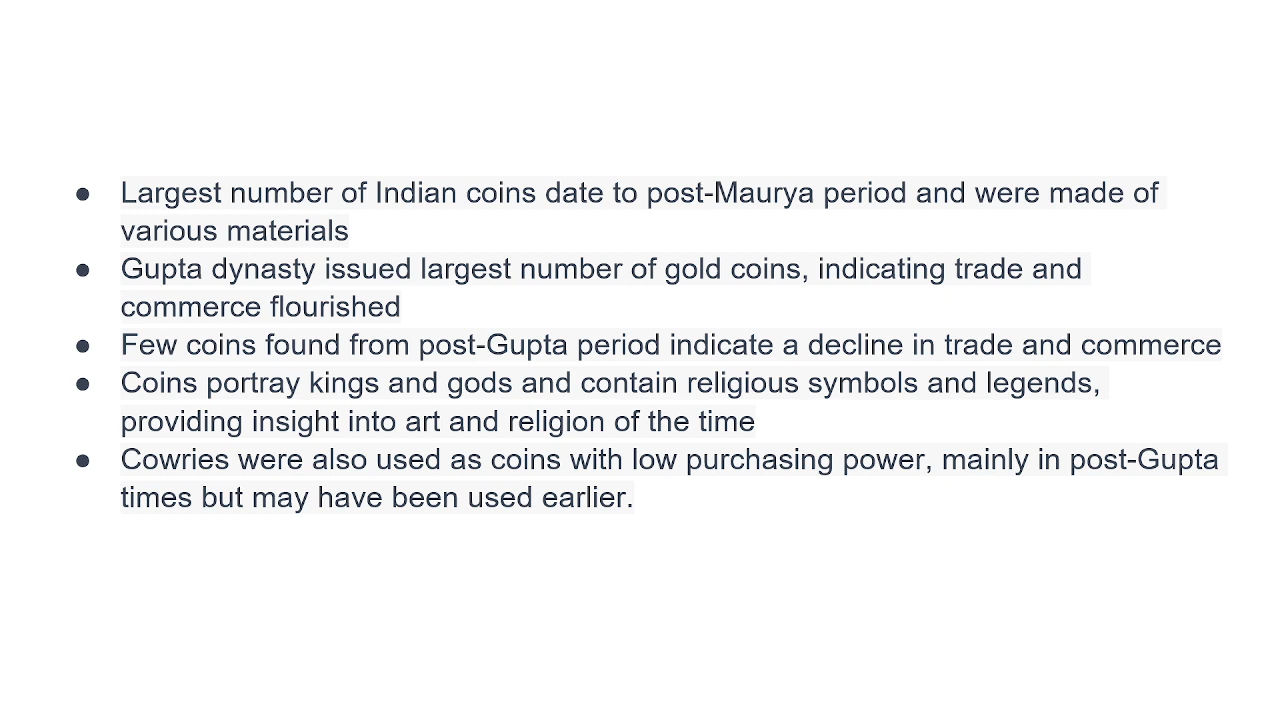 ● Largest number of Indian coins date to post-Maurya period and were made of
various materials
● Gupta dynasty issued largest number of gold coins, indicating trade and
commerce flourished
● Few coins found from post-Gupta period indicate a decline in trade and commerce
● Coins portray kings and gods and contain religious symbols and legends,
providing insight into art and religion of the time
● Cowries were also used as coins with low purchasing power, mainly in post-Gupta
times but may have been used earlier.